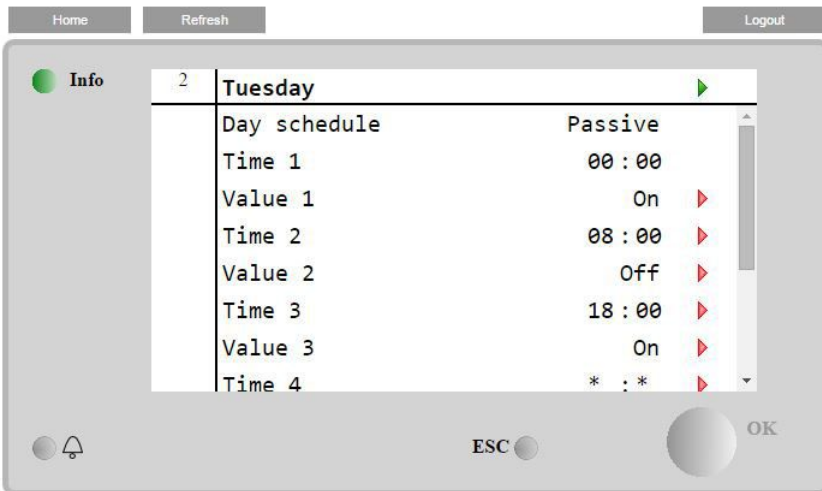 Home Refresh Logout
Info
2 Tuesday
Day schedule Passive
Time 1 00:00
Value 1 On
Time 2 08:00
Value 2 Off
Time 3 18:00
Value 3 On
Time 4 * : *
ESC OK